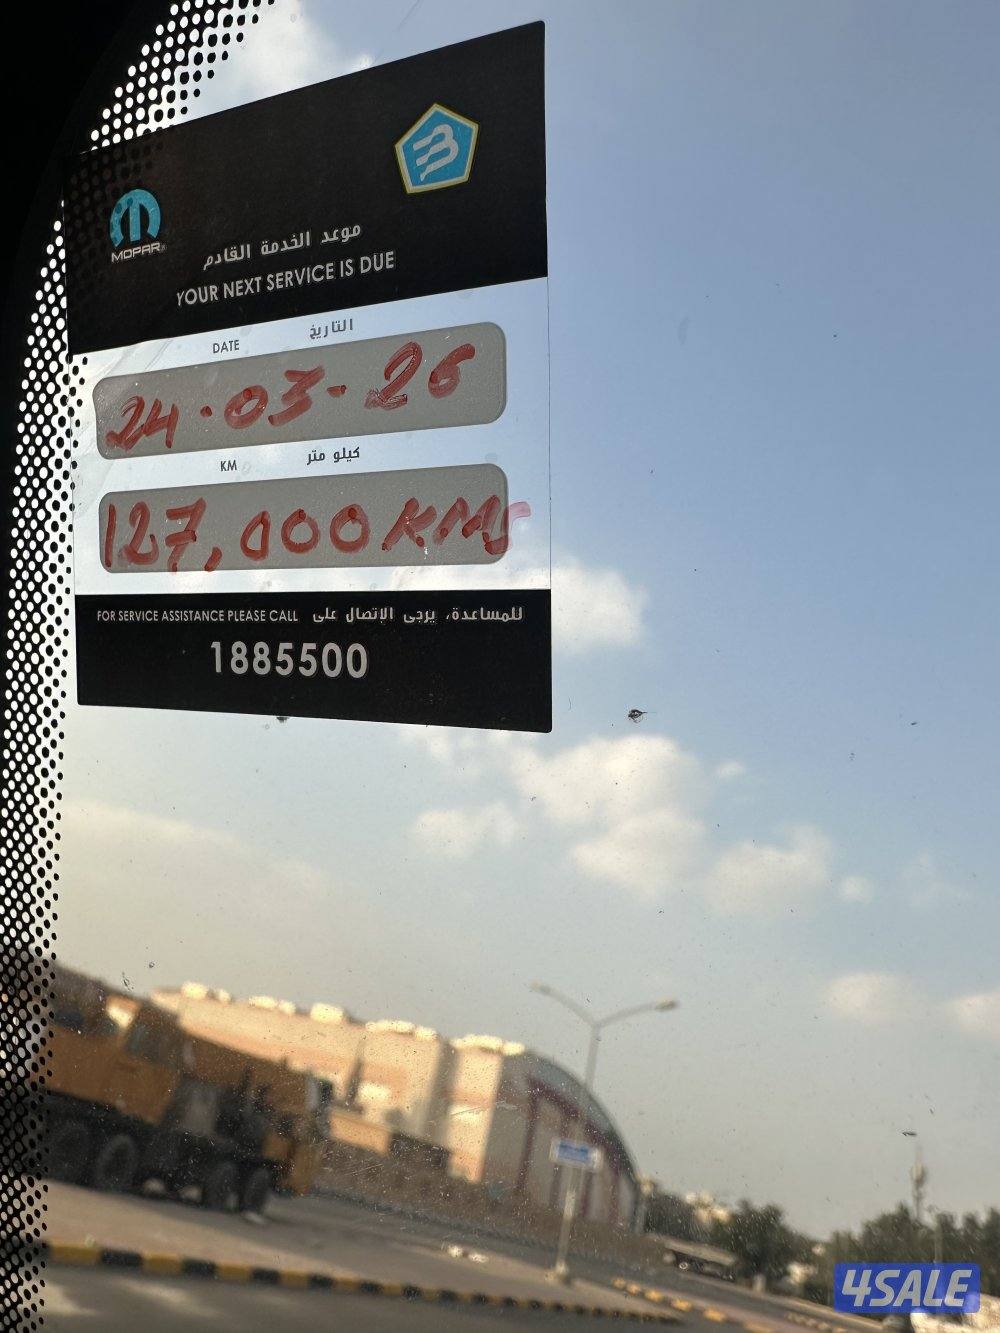 MOPAR
موعد الخدمة القادم
YOUR NEXT SERVICE IS DUE
DATE التاريخ
24.03-26
KM كيلو متر
127,000 KMS
FOR SERVICE ASSISTANCE PLEASE CALL للمساعدة، يرجى الإتصال على
1885500
4SALE